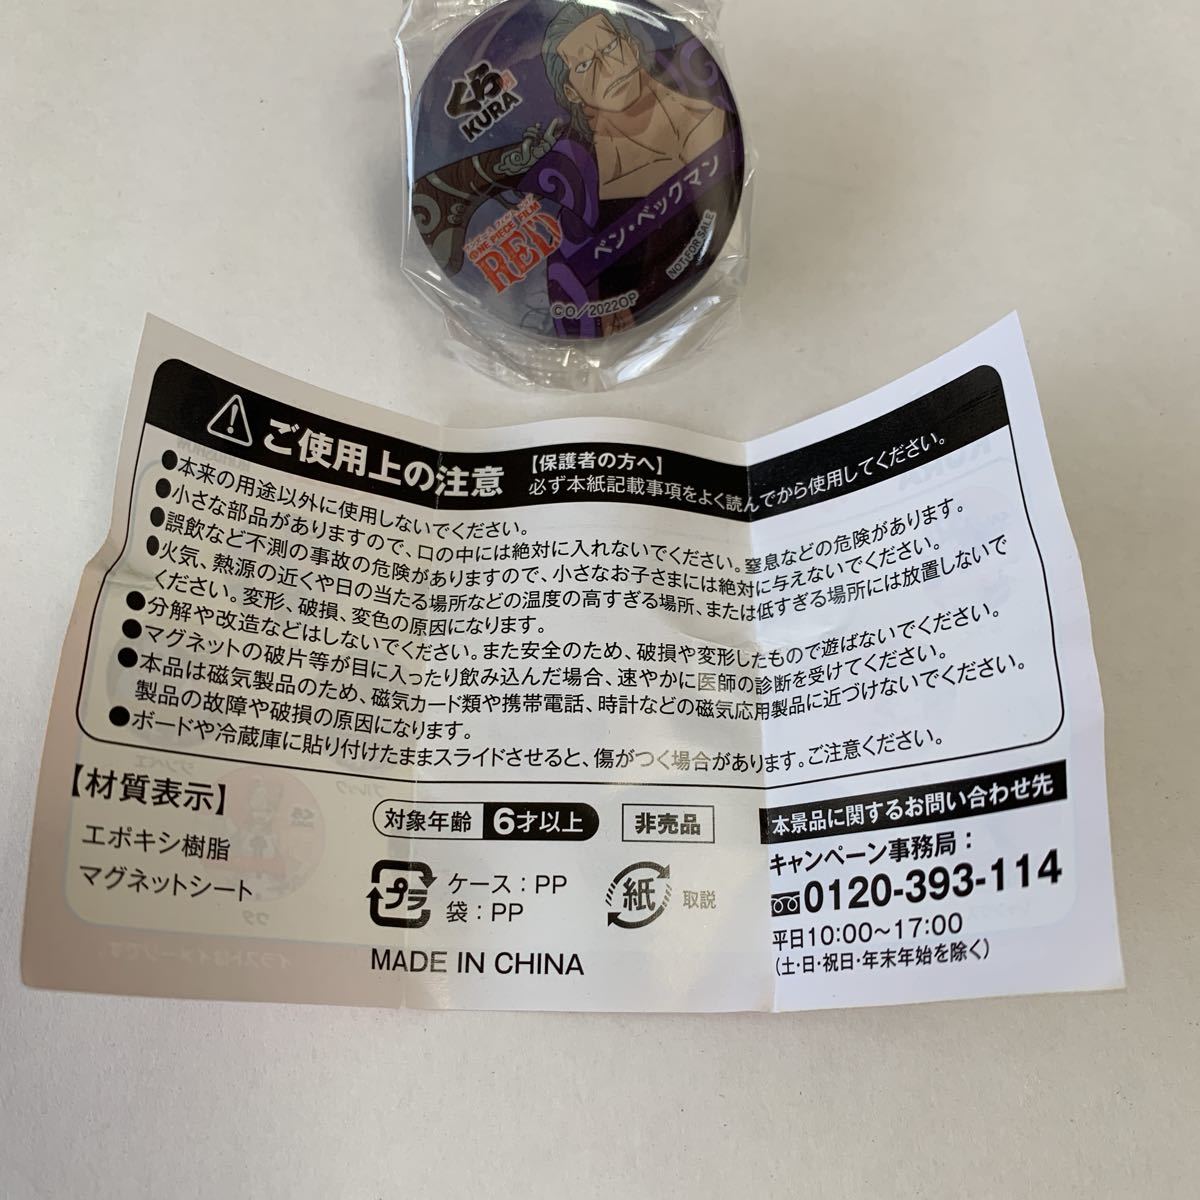 くら
KURA
ONE PIECE FILM
RED
ベン・ベックマン
NOT FOR SALE
©O/2022OP
ご使用上の注意
【保護者の方へ】
必ず本紙記載事項をよく読んでから使用してください。
●本来の用途以外に使用しないでください。
●小さな部品がありますので、口の中には絶対に入れないでください。窒息などの危険があります。
●誤飲など不測の事故の危険がありますので、小さなお子さまには絶対に与えないでください。
●火気、熱源の近くや日の当たる場所などの温度の高すぎる場所、または低すぎる場所には放置しないで
ください。変形、破損、変色の原因になります。
●分解や改造などはしないでください。また安全のため、破損や変形したもので遊ばないでください。
●マグネットの破片等が目に入ったり飲み込んだ場合、速やかに医師の診断を受けてください。
●本品は磁気製品のため、磁気カード類や携帯電話、時計などの磁気応用製品に近づけないでください。
製品の故障や破損の原因になります。
●ボードや冷蔵庫に貼り付けたままスライドさせると、傷がつく場合があります。ご注意ください。
【材質表示】
エポキシ樹脂
マグネットシート
対象年齢 6才以上
非売品
プラ
ケース：PP
袋：PP
紙
取説
MADE IN CHINA
本景品に関するお問い合わせ先
キャンペーン事務局：
0120-393-114
平日10:00〜17:00
(土・日・祝日・年末年始を除く)